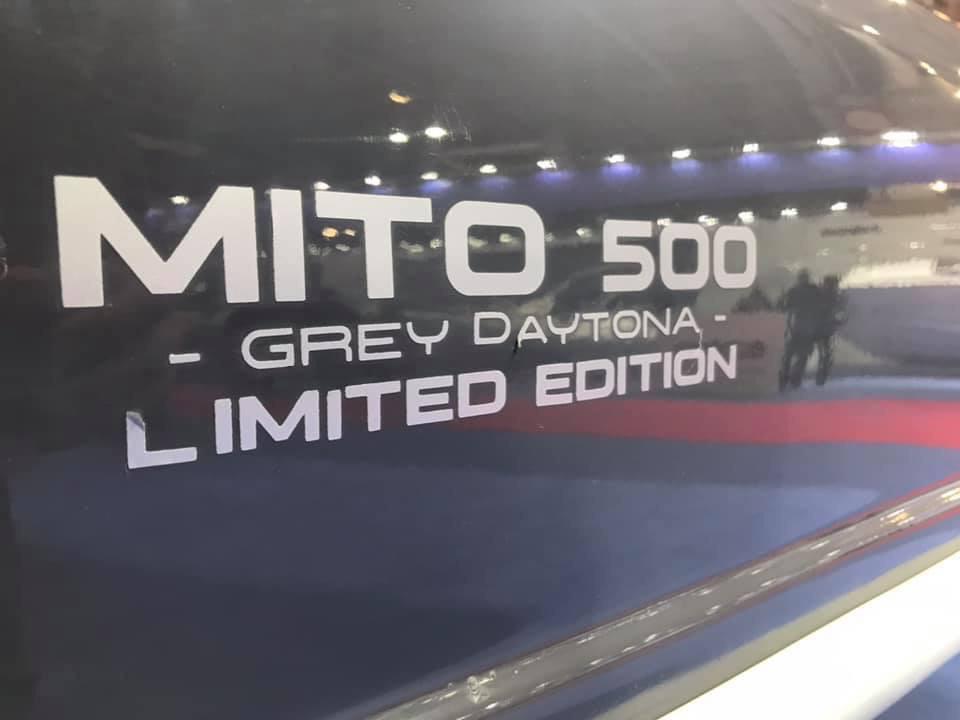 MITO 500
- GREY DAYTONA -
LIMITED EDITION